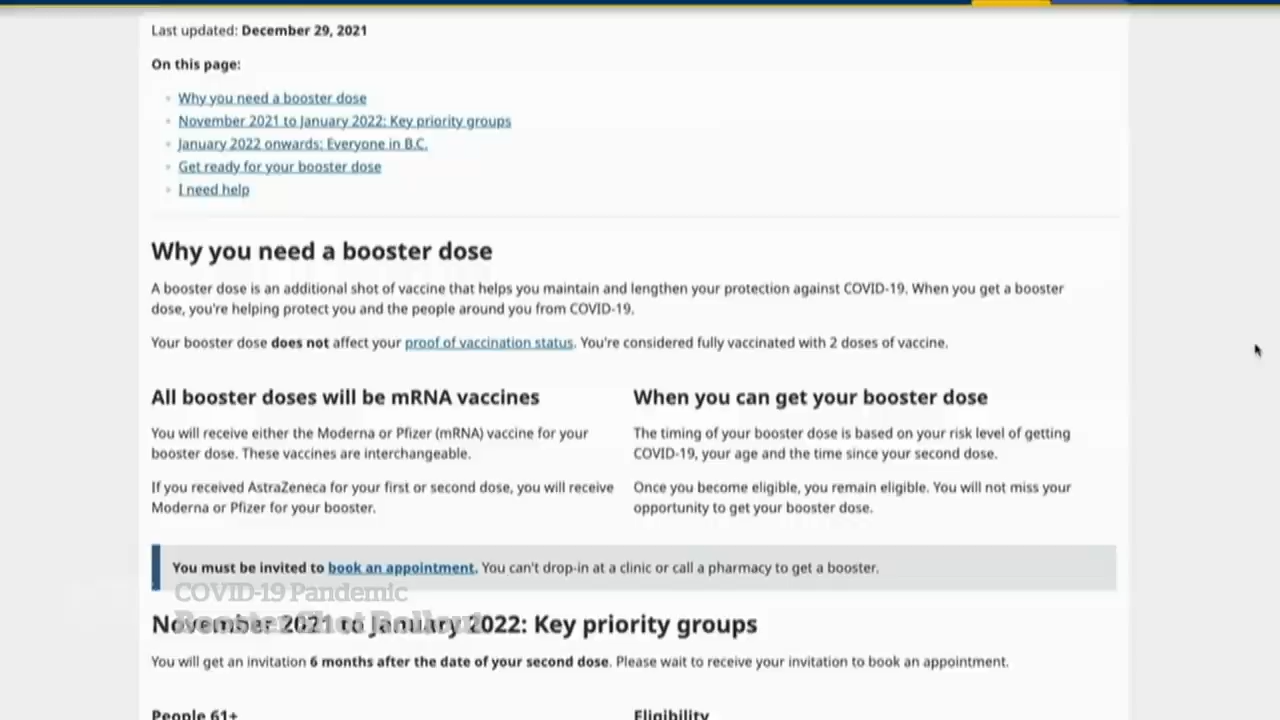 Last updated: December 29, 2021
On this page:
Why you need a booster dose
November 2021 to January 2022: Key priority groups
January 2022 onwards: Everyone in B.C.
Get ready for your booster dose
I need help
Why you need a booster dose
A booster dose is an additional shot of vaccine that helps you maintain and lengthen your protection against COVID-19. When you get a booster
dose, you're helping protect you and the people around you from COVID-19.
Your booster dose does not affect your proof of vaccination status. You're considered fully vaccinated with 2 doses of vaccine.
All booster doses will be mRNA vaccines
You will receive either the Moderna or Pfizer (mRNA) vaccine for your
booster dose. These vaccines are interchangeable.
If you received AstraZeneca for your first or second dose, you will receive
Moderna or Pfizer for your booster.
When you can get your booster dose
The timing of your booster dose is based on your risk level of getting
COVID-19, your age and the time since your second dose.
Once you become eligible, you remain eligible. You will not miss your
opportunity to get your booster dose.
You must be invited to book an appointment. You can't drop-in at a clinic or call a pharmacy to get a booster.
COVID-19 Pandemic
Booster Shot Rollout
November 2021 to January 2022: Key priority groups
You will get an invitation 6 months after the date of your second dose. Please wait to receive your invitation to book an appointment.
People 61+
Eligibility